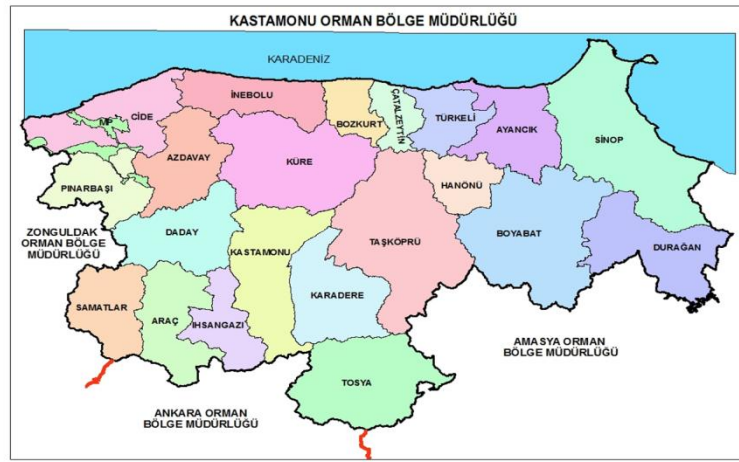 KASTAMONU ORMAN BÖLGE MÜDÜRLÜĞÜ
KARADENİZ
İNEBOLU
MP
CİDE
BOZKURT
ÇATALZEYTİN
TÜRKELİ
AYANCIK
SİNOP
AZDAVAY
KÜRE
HANÖNÜ
PINARBAŞI
DADAY
KASTAMONU
TAŞKÖPRÜ
BOYABAT
DURAĞAN
ZONGULDAK
ORMAN BÖLGE
MÜDÜRLÜĞÜ
SAMATLAR
ARAÇ
İHSANGAZİ
KARADERE
AMASYA ORMAN
BÖLGE MÜDÜRLÜĞÜ
TOSYA
ANKARA ORMAN
BÖLGE MÜDÜRLÜĞÜ